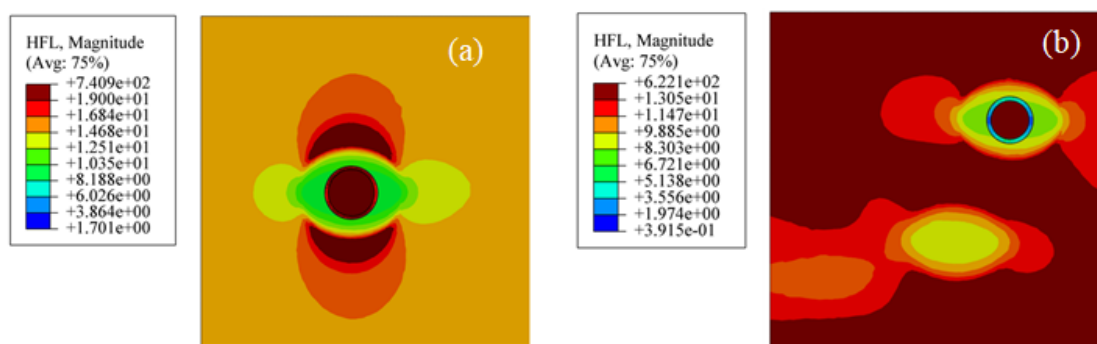 HFL, Magnitude
(Avg: 75%)
+7.409e+02
+1.900e+01
+1.684e+01
+1.468e+01
+1.251e+01
+1.035e+01
+8.188e+00
+6.026e+00
+3.864e+00
+1.701e+00
(a)
HFL, Magnitude
(Avg: 75%)
+6.221e+02
+1.305e+01
+1.147e+01
+9.885e+00
+8.303e+00
+6.721e+00
+5.138e+00
+3.556e+00
+1.974e+00
+3.915e-01
(b)